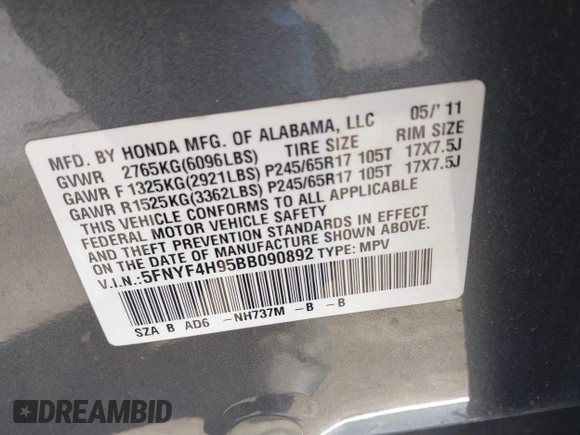 MFD. BY HONDA MFG. OF ALABAMA, LLC 05/'11
GVWR 2765KG(6096LBS) TIRE SIZE RIM SIZE
GAWR F 1325KG(2921LBS) P245/65R17 105T 17X7.5J
GAWR R1525KG(3362LBS) P245/65R17 105T 17X7.5J
THIS VEHICLE CONFORMS TO ALL APPLICABLE
FEDERAL MOTOR VEHICLE SAFETY
AND THEFT PREVENTION STANDARDS IN EFFECT
ON THE DATE OF MANUFACTURE SHOWN ABOVE.
V.I.N.:5FNYF4H95BB090892 TYPE: MPV
SZA B AD6 -NH737M -B -B
DREAMBID